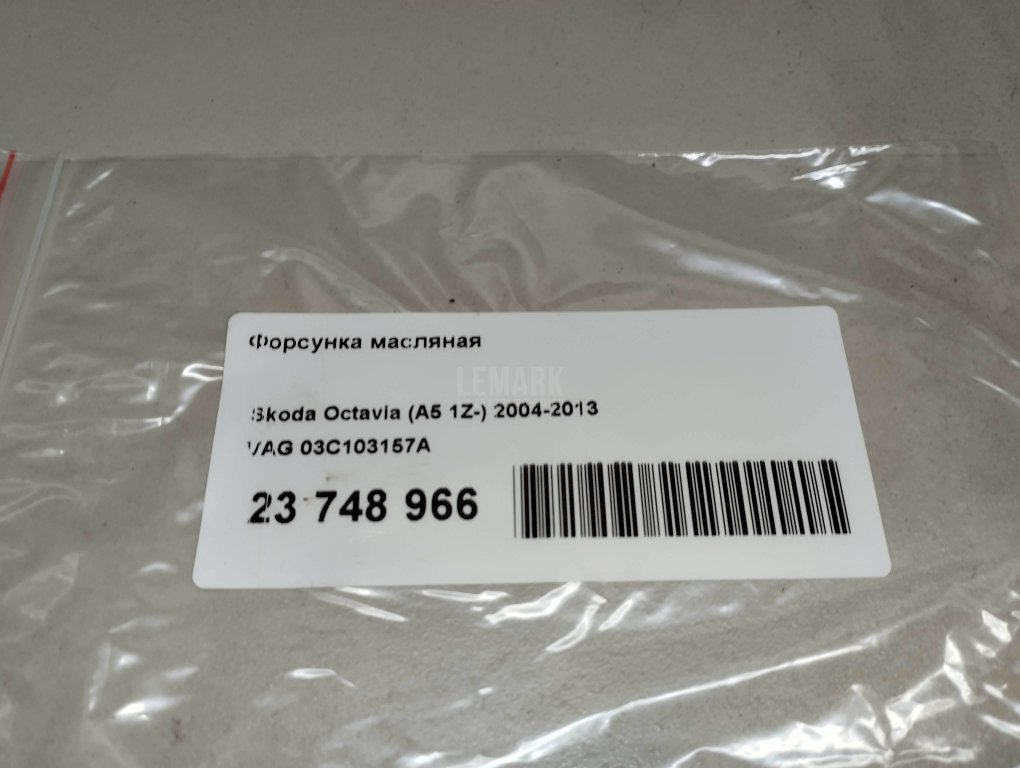 Форсунка масляная
LEMARK
Skoda Octavia (A5 1Z-) 2004-2013
VAG 03C103157A
23 748 966